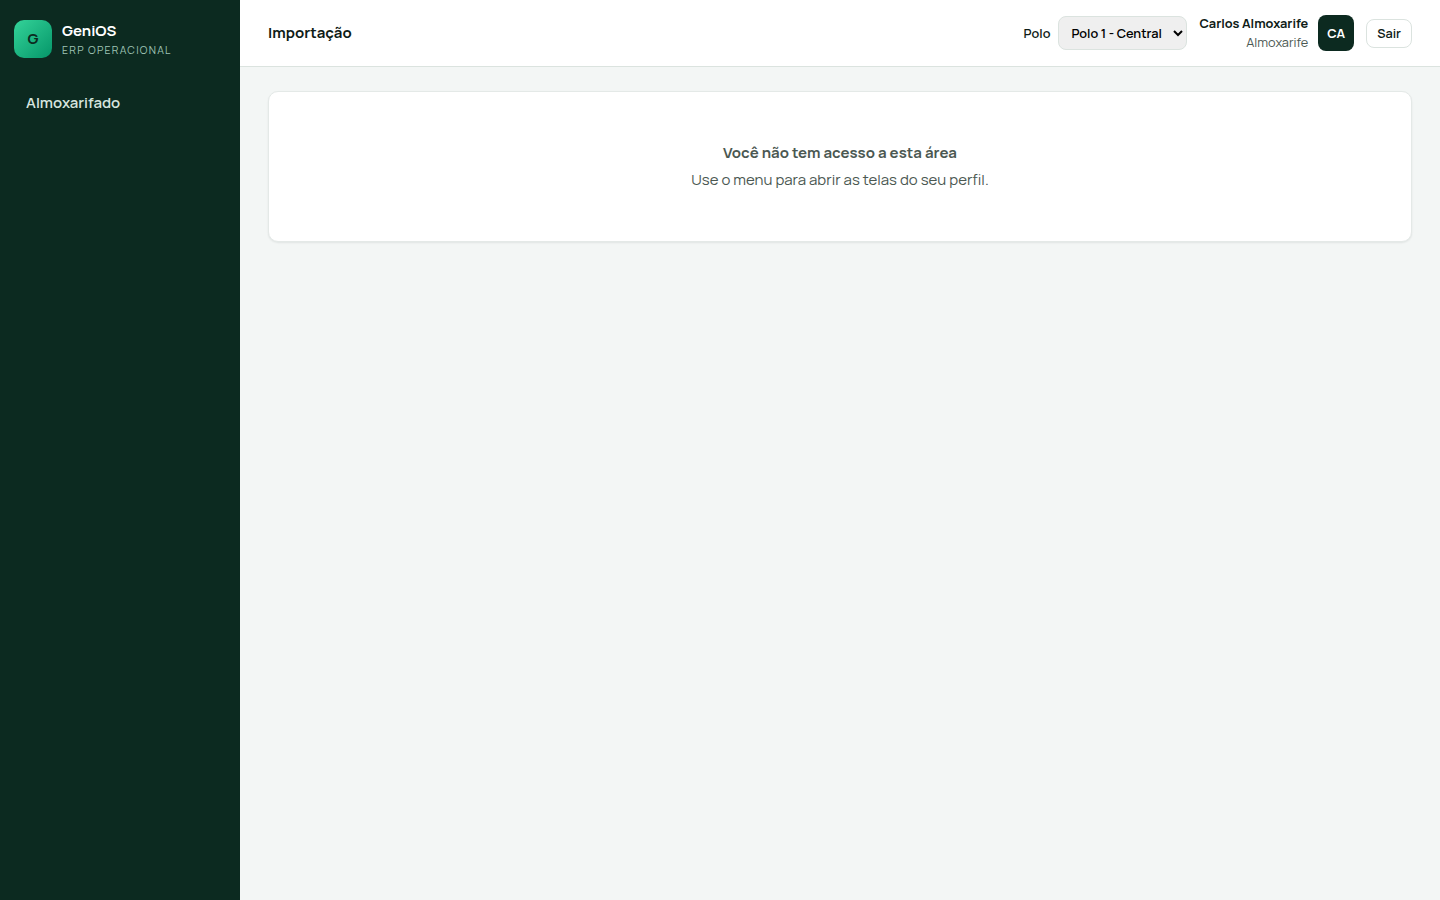 G
GeniOS
ERP OPERACIONAL
Almoxarifado
Importação
Polo
Polo 1 - Central
Carlos Almoxarife
Almoxarife
CA
Sair
Você não tem acesso a esta área
Use o menu para abrir as telas do seu perfil.